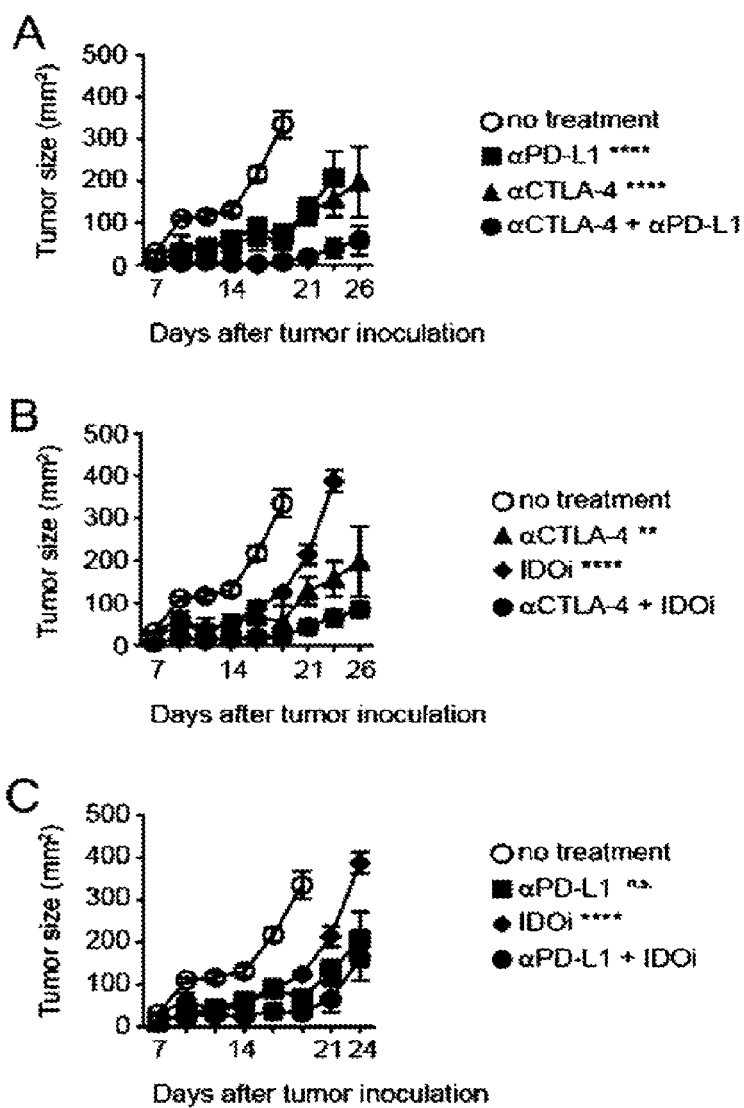 A
Tumor size (mm²)
500
400
300
200
100
0
7
14
21
26
Days after tumor inoculation
no treatment
αPD-L1 ****
αCTLA-4 ****
αCTLA-4 + αPD-L1
B
Tumor size (mm²)
500
400
300
200
100
0
7
14
21
26
Days after tumor inoculation
no treatment
αCTLA-4 **
IDOi ****
αCTLA-4 + IDOi
C
Tumor size (mm²)
500
400
300
200
100
0
7
14
21
24
Days after tumor inoculation
no treatment
αPD-L1 n.s.
IDOi ****
αPD-L1 + IDOi